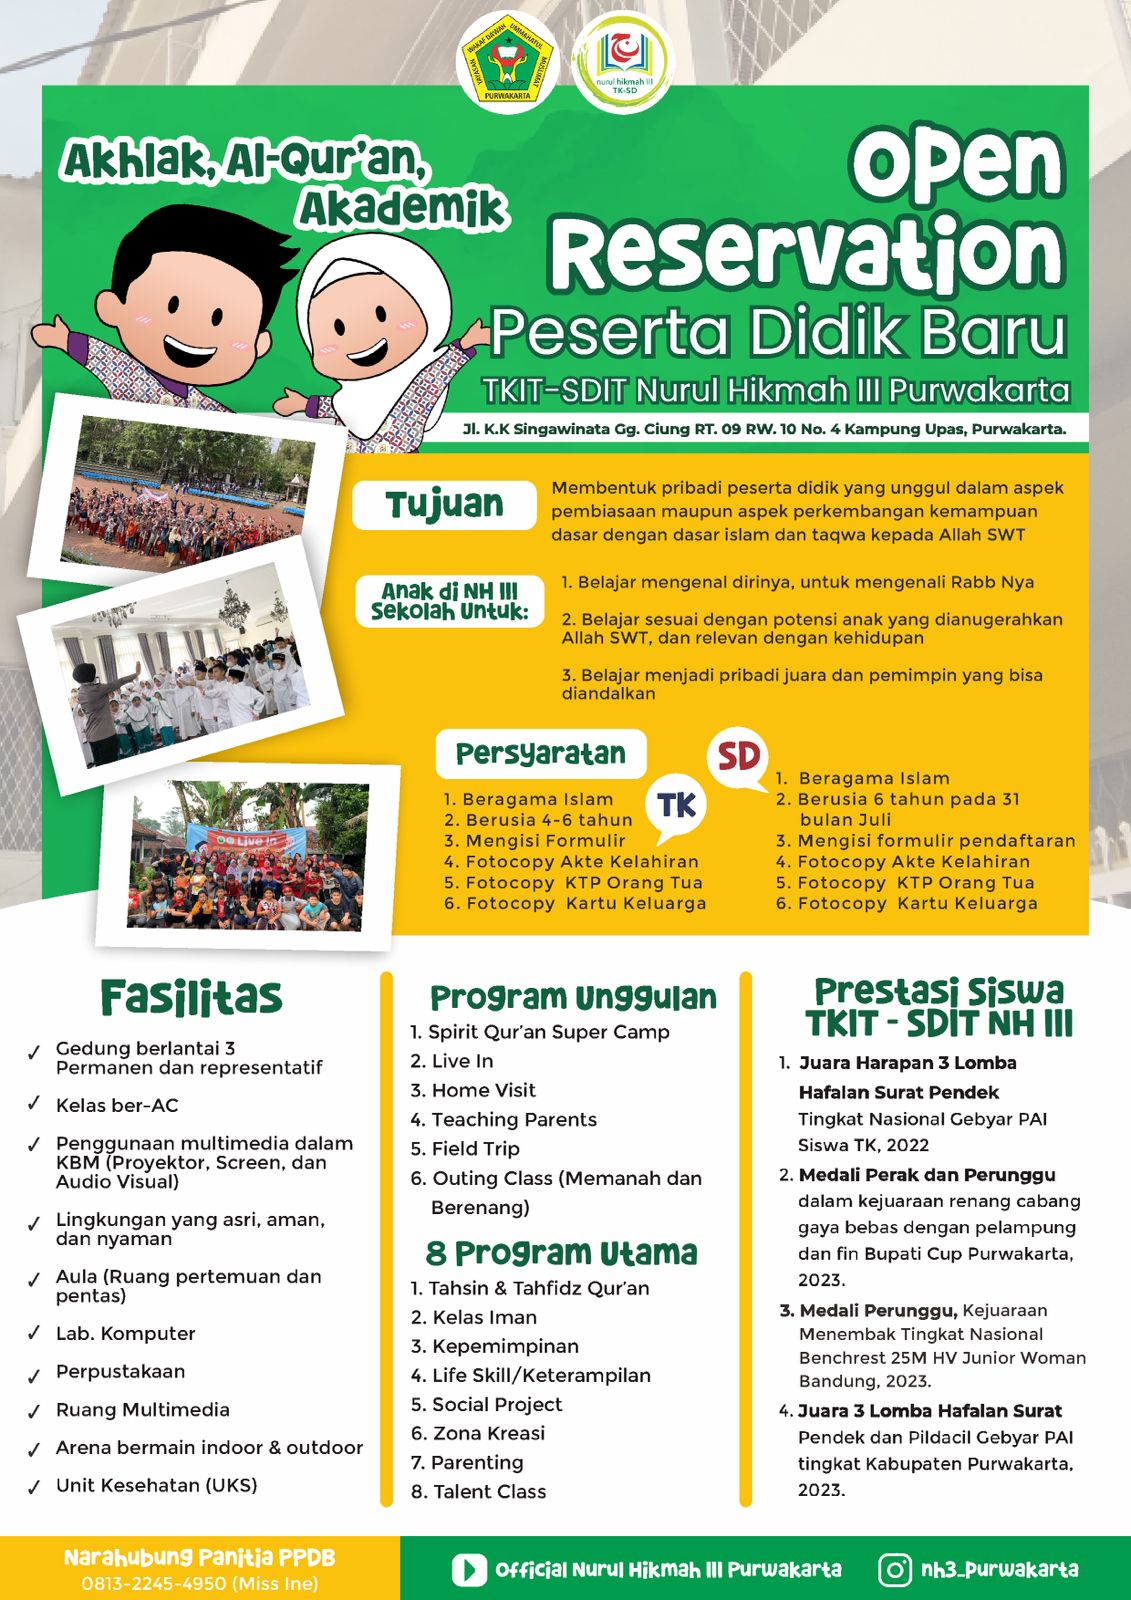 YAYASAN WAKAF DAWAH UMMAHATUL MUSLIMAT
PURWAKARTA
nurul hikmah III
TK-SD
Akhlak, Al-Qur'an,
Akademik
Open
Reservation
Peserta Didik Baru
TKIT-SDIT Nurul Hikmah III Purwakarta
Jl. K.K Singawinata Gg. Ciung RT. 09 RW. 10 No. 4 Kampung Upas, Purwakarta.
Tujuan
Membentuk pribadi peserta didik yang unggul dalam aspek
pembiasaan maupun aspek perkembangan kemampuan
dasar dengan dasar islam dan taqwa kepada Allah SWT
Anak di NH III
Sekolah Untuk:
1. Belajar mengenal dirinya, untuk mengenali Rabb Nya
2. Belajar sesuai dengan potensi anak yang dianugerahkan
Allah SWT, dan relevan dengan kehidupan
3. Belajar menjadi pribadi juara dan pemimpin yang bisa
diandalkan
Persyaratan
TK
1. Beragama Islam
2. Berusia 4-6 tahun
3. Mengisi Formulir
4. Fotocopy Akte Kelahiran
5. Fotocopy KTP Orang Tua
6. Fotocopy Kartu Keluarga
SD
1. Beragama Islam
2. Berusia 6 tahun pada 31
bulan Juli
3. Mengisi formulir pendaftaran
4. Fotocopy Akte Kelahiran
5. Fotocopy KTP Orang Tua
6. Fotocopy Kartu Keluarga
Live in
Fasilitas
✓ Gedung berlantai 3
Permanen dan representatif
✓ Kelas ber-AC
✓ Penggunaan multimedia dalam
KBM (Proyektor, Screen, dan
Audio Visual)
✓ Lingkungan yang asri, aman,
dan nyaman
✓ Aula (Ruang pertemuan dan
pentas)
✓ Lab. Komputer
✓ Perpustakaan
✓ Ruang Multimedia
✓ Arena bermain indoor & outdoor
✓ Unit Kesehatan (UKS)
Program Unggulan
1. Spirit Qur'an Super Camp
2. Live In
3. Home Visit
4. Teaching Parents
5. Field Trip
6. Outing Class (Memanah dan
Berenang)
8 Program Utama
1. Tahsin & Tahfidz Qur'an
2. Kelas Iman
3. Kepemimpinan
4. Life Skill/Keterampilan
5. Social Project
6. Zona Kreasi
7. Parenting
8. Talent Class
Prestasi Siswa
TKIT - SDIT NH III
1. Juara Harapan 3 Lomba
Hafalan Surat Pendek
Tingkat Nasional Gebyar PAI
Siswa TK, 2022
2. Medali Perak dan Perunggu
dalam kejuaraan renang cabang
gaya bebas dengan pelampung
dan fin Bupati Cup Purwakarta,
2023.
3. Medali Perunggu, Kejuaraan
Menembak Tingkat Nasional
Benchrest 25M HV Junior Woman
Bandung, 2023.
4. Juara 3 Lomba Hafalan Surat
Pendek dan Pildacil Gebyar PAI
tingkat Kabupaten Purwakarta,
2023.
Narahubung Panitia PPDB
0813-2245-4950 (Miss Ine)
Official Nurul Hikmah III Purwakarta
nh3_purwakarta